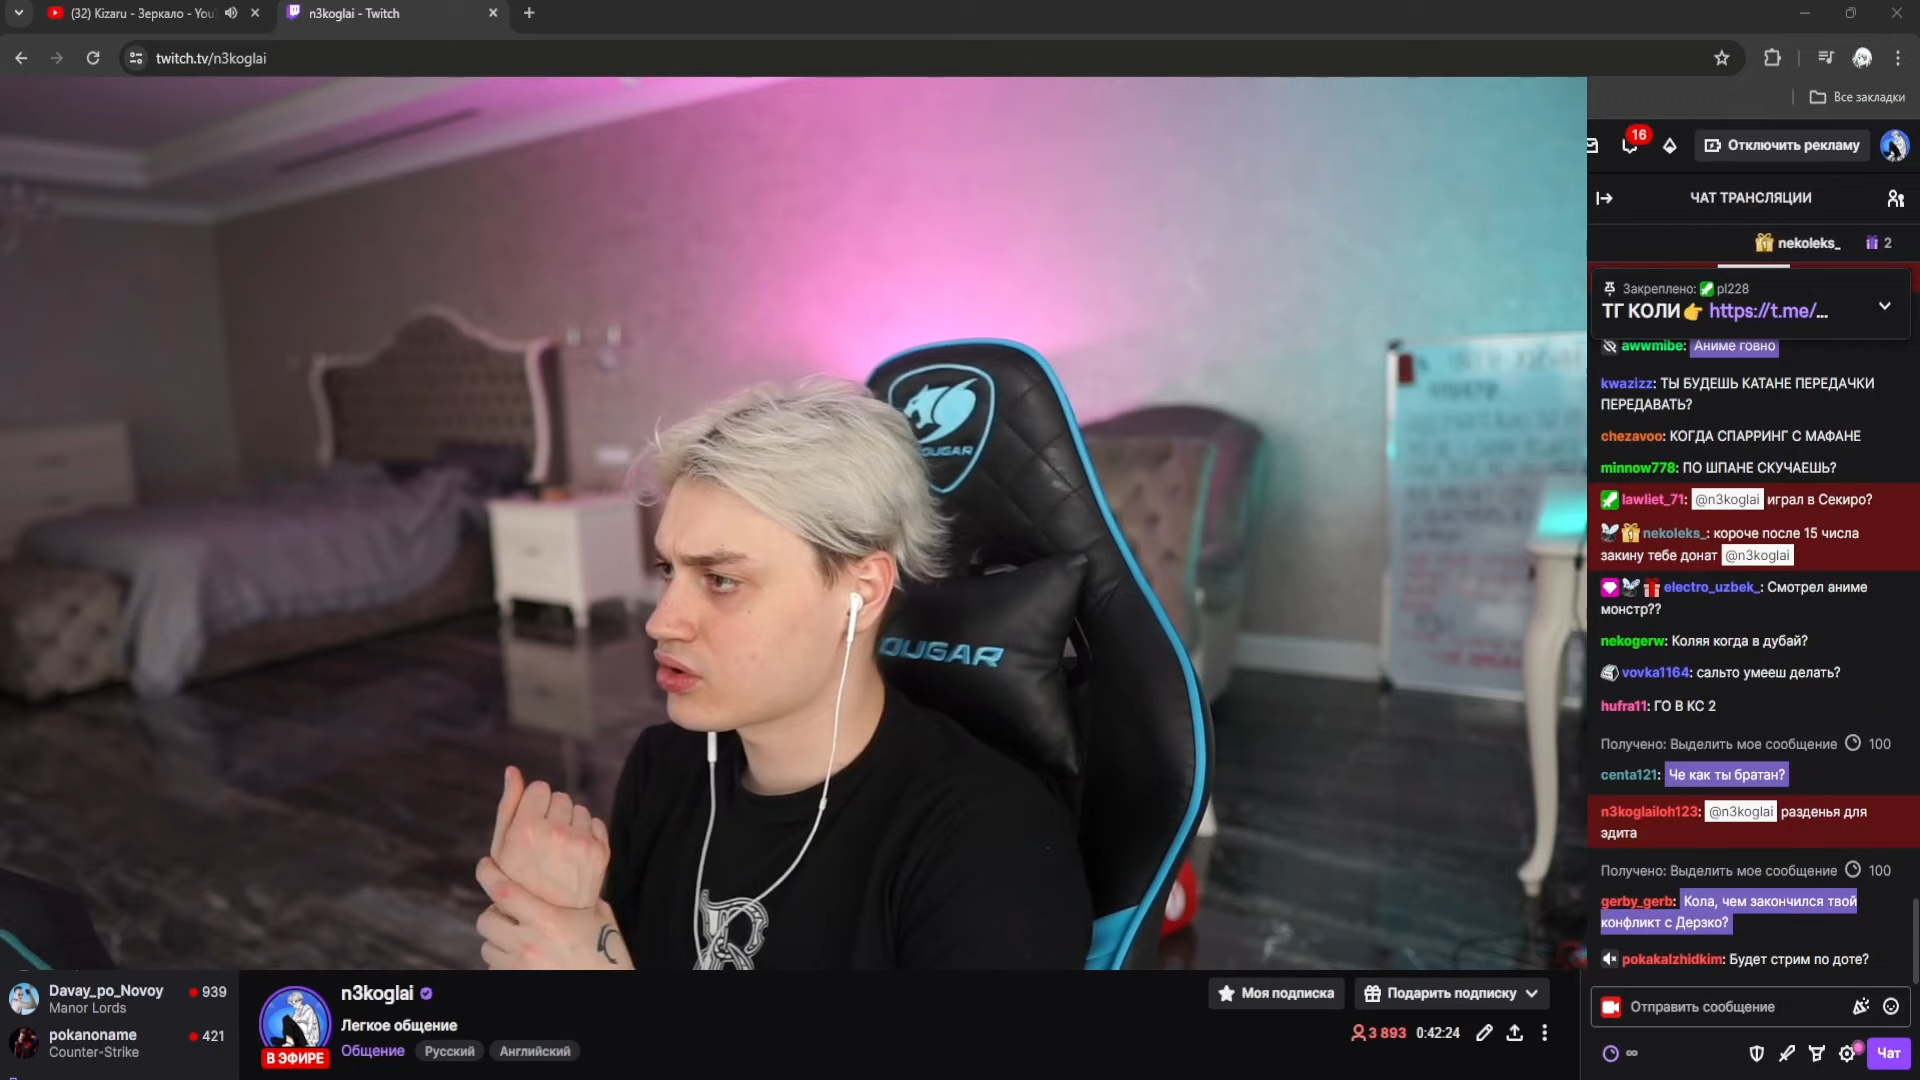 (32) Kizaru - Зеркало - You
n3koglai - Twitch
twitch.tv/n3koglai
Все закладки
16
Отключить рекламу
ЧАТ ТРАНСЛЯЦИИ
nekoleks_ 2
Закреплено: pl228
ТГ КОЛИ👉 https://t.me/...
awwmibe: Аниме говно
kwazizz: ТЫ БУДЕШЬ КАТАНЕ ПЕРЕДАЧКИ
ПЕРЕДАВАТЬ?
chezavoo: КОГДА СПАРРИНГ С МАФАНЕ
minnow778: ПО ШПАНЕ СКУЧАЕШЬ?
lawliet_71: @n3koglai играл в Секиро?
nekoleks_: короче после 15 числа
закину тебе донат @n3koglai
electro_uzbek_: Смотрел аниме
монстр??
nekogerw: Коляя когда в дубай?
vovka1164: сальто умееш делать?
hufra11: ГО В КС 2
Получено: Выделить мое сообщение 100
centa121: Че как ты братан?
n3koglailoh123: @n3koglai разденья для
эдита
Получено: Выделить мое сообщение 100
gerby_gerb: Кола, чем закончился твой
конфликт с Дерзко?
pokakalzhidkim: Будет стрим по доте?
Отправить сообщение
∞
Чат
COUGAR
Davay_po_Novoy 939
Manor Lords
pokanoname 421
Counter-Strike
n3koglai
Легкое общение
Общение Русский Английский
В ЭФИРЕ
Моя подписка
Подарить подписку
3 893 0:42:24